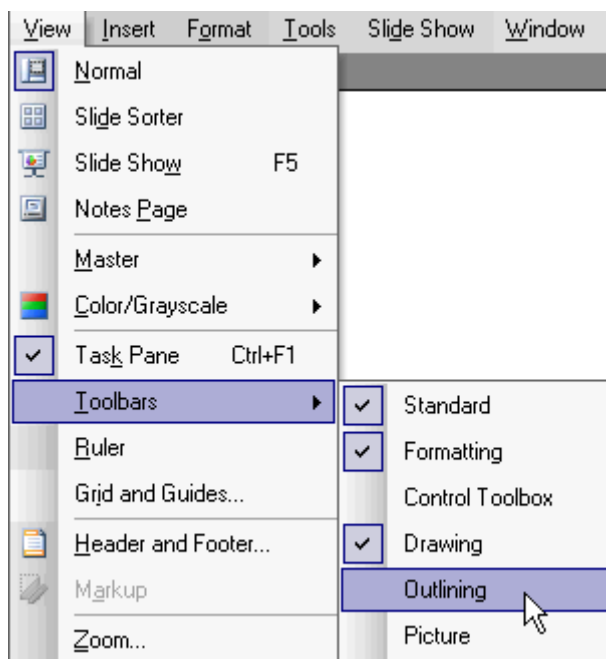 View Insert Format Tools Slide Show Window
Normal
Slide Sorter
Slide Show F5
Notes Page
Master
Color/Grayscale
Task Pane Ctrl+F1
Toolbars
Ruler
Grid and Guides...
Header and Footer...
Markup
Zoom...
Standard
Formatting
Control Toolbox
Drawing
Outlining
Picture